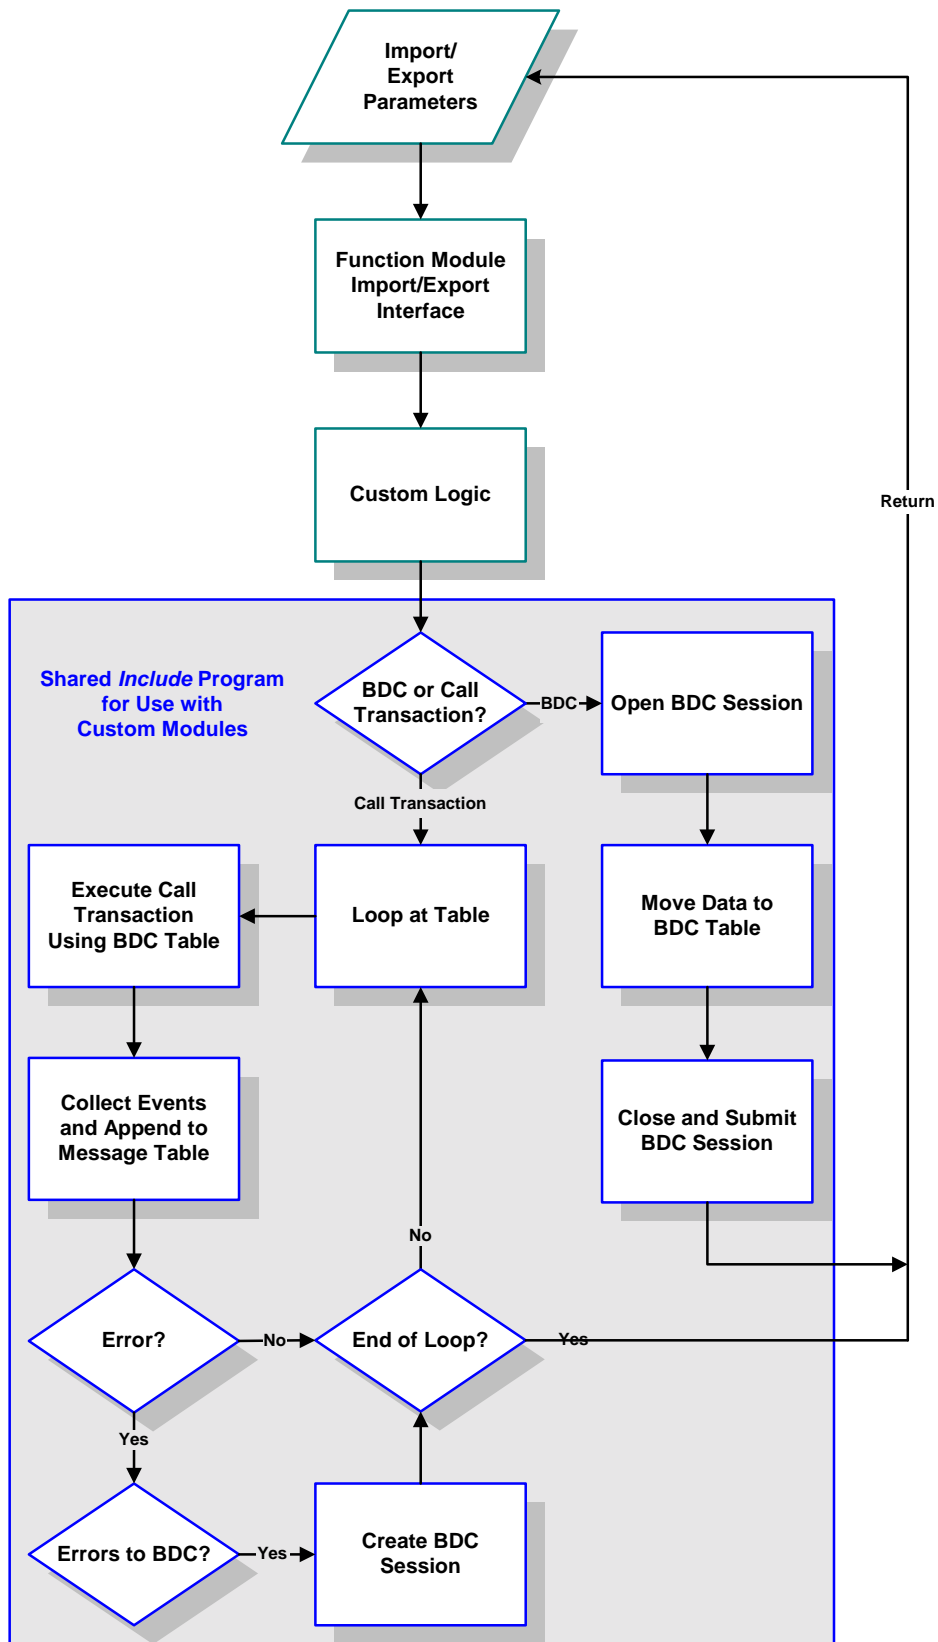 Import/
Export
Parameters
Function Module
Import/Export
Interface
Custom Logic
Return
Shared Include Program
for Use with
Custom Modules
BDC or Call
Transaction?
BDC
Open BDC Session
Call Transaction
Execute Call
Transaction
Using BDC Table
Loop at Table
Move Data to
BDC Table
Collect Events
and Append to
Message Table
Close and Submit
BDC Session
No
Error?
No
End of Loop?
Yes
Yes
Errors to BDC?
Yes
Create BDC
Session